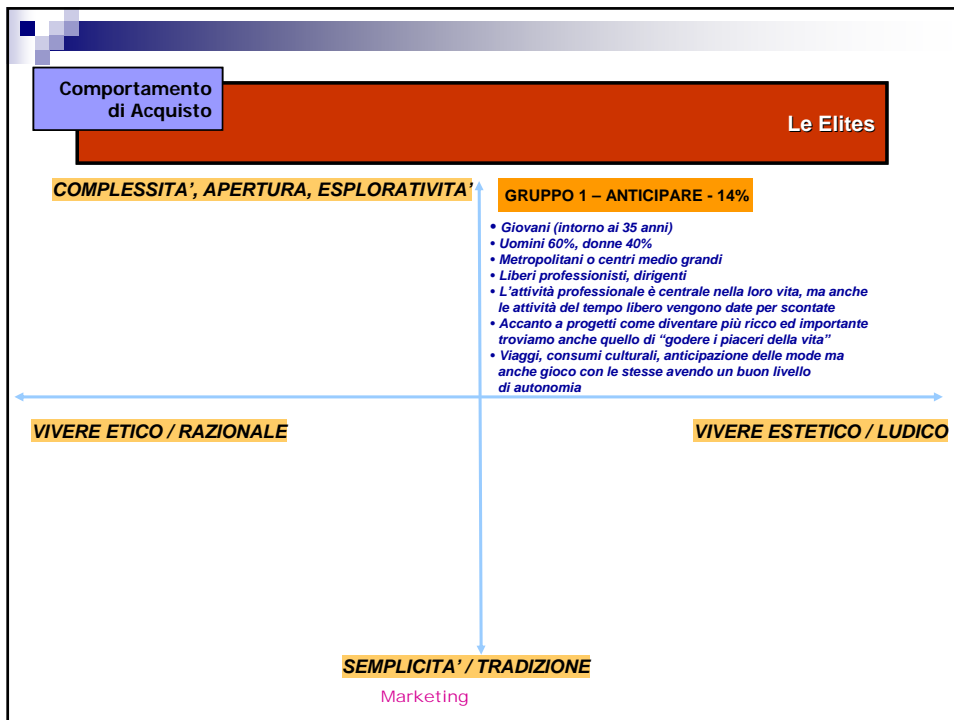 Comportamento
di Acquisto
Le Elites
COMPLESSITA', APERTURA, ESPLORATIVITA'
GRUPPO 1 – ANTICIPARE - 14%
• Giovani (intorno ai 35 anni)
• Uomini 60%, donne 40%
• Metropolitani o centri medio grandi
• Liberi professionisti, dirigenti
• L'attività professionale è centrale nella loro vita, ma anche
le attività del tempo libero vengono date per scontate
• Accanto a progetti come diventare più ricco ed importante
troviamo anche quello di “godere i piaceri della vita”
• Viaggi, consumi culturali, anticipazione delle mode ma
anche gioco con le stesse avendo un buon livello
di autonomia
VIVERE ETICO / RAZIONALE
VIVERE ESTETICO / LUDICO
SEMPLICITA' / TRADIZIONE
Marketing